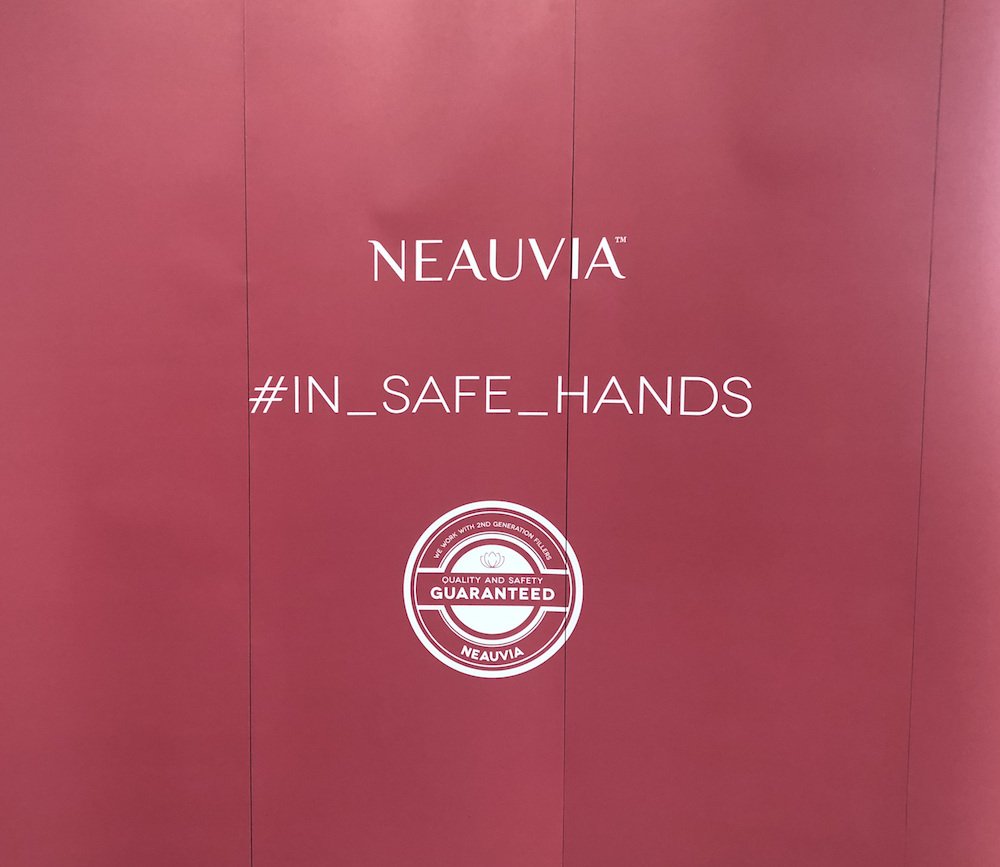 NEAUVIA™
#IN_SAFE_HANDS
WE WORK WITH 2ND GENERATION FILLERS
QUALITY AND SAFETY
GUARANTEED
NEAUVIA